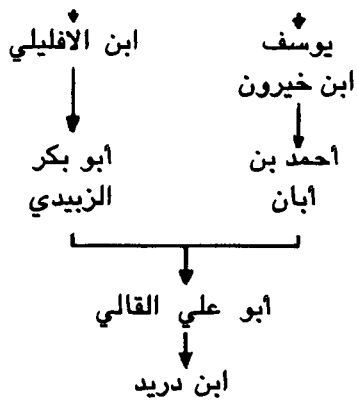 يوسف
ابن خيرون
ابن الافليلي
أحمد بن
أبان
أبو بكر
الزبيدي
أبو علي القالي
ابن دريد